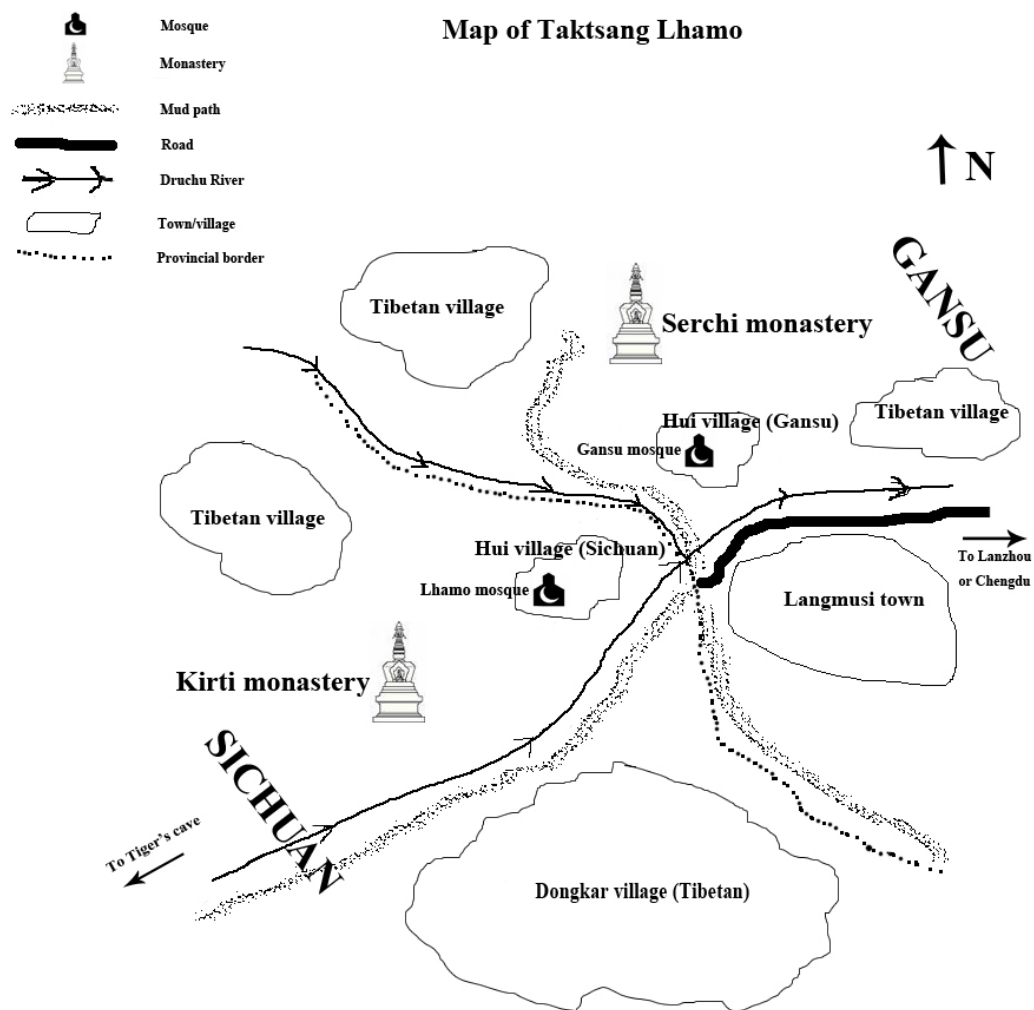 Map of Taktsang Lhamo
Mosque
Monastery
Mud path
Road
Druchu River
Town/village
Provincial border
N
GANSU
Tibetan village
Serchi monastery
Tibetan village
Hui village (Gansu)
Gansu mosque
Tibetan village
Hui village (Sichuan)
Lhamo mosque
To Lanzhou
or Chengdu
Langmusi town
Kirti monastery
SICHUAN
To Tiger's cave
Dongkar village (Tibetan)